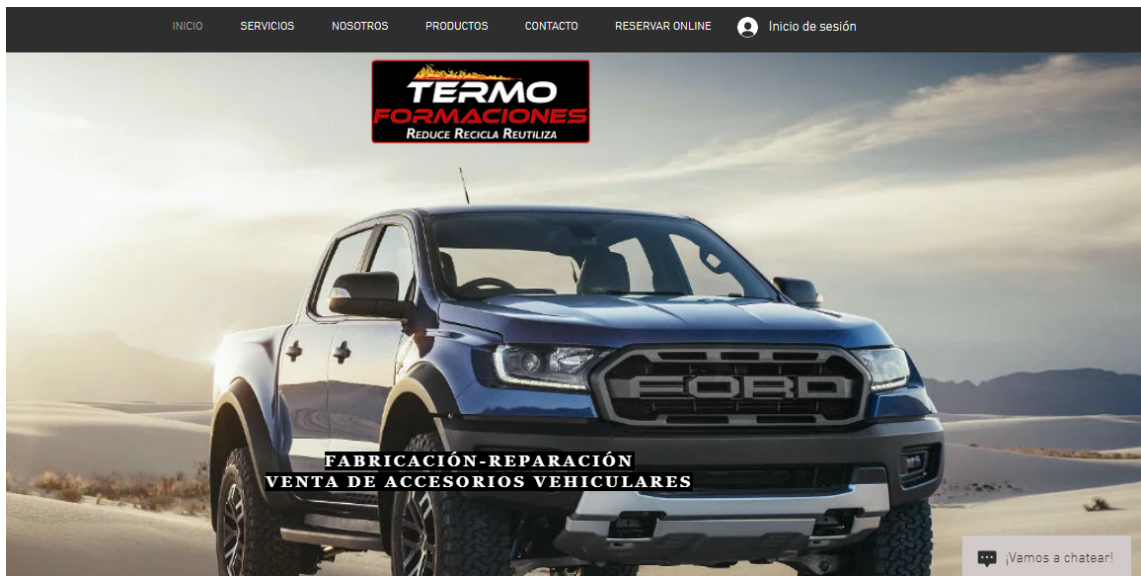 INICIO
SERVICIOS
NOSOTROS
PRODUCTOS
CONTACTO
RESERVAR ONLINE
Inicio de sesión
TERMO
FORMACIONES
REDUCE RECICLA REUTILIZA
FORD
FABRICACIÓN-REPARACIÓN
VENTA DE ACCESORIOS VEHICULARES
¡Vamos a chatear!